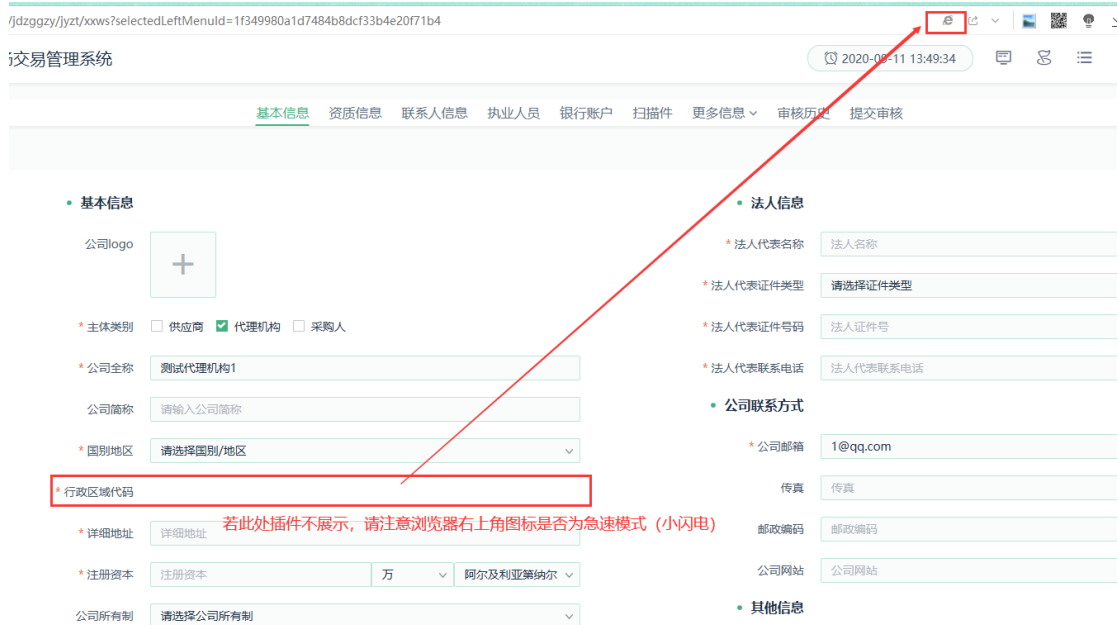 /jdzggzy/jyzt/xxws?selectedLeftMenuId=1f349980a1d7484b8dcf33b4e20f71b4
交易管理系统
2020-09-11 13:49:34
基本信息 资质信息 联系人信息 执业人员 银行账户 扫描件 更多信息 审核历史 提交审核
基本信息
公司logo
* 主体类别 供应商 代理机构 采购人
* 公司全称 测试代理机构1
公司简称 请输入公司简称
* 国别地区 请选择国别/地区
* 行政区域代码
若此处插件不展示，请注意浏览器右上角图标是否为急速模式（小闪电）
* 详细地址 详细地址
* 注册资本 注册资本 万 阿尔及利亚第纳尔
公司所有制 请选择公司所有制
法人信息
* 法人代表名称 法人名称
* 法人代表证件类型 请选择证件类型
* 法人代表证件号码 法人证件号
* 法人代表联系电话 法人代表联系电话
公司联系方式
* 公司邮箱 1@qq.com
传真 传真
邮政编码 邮政编码
公司网站 公司网站
其他信息